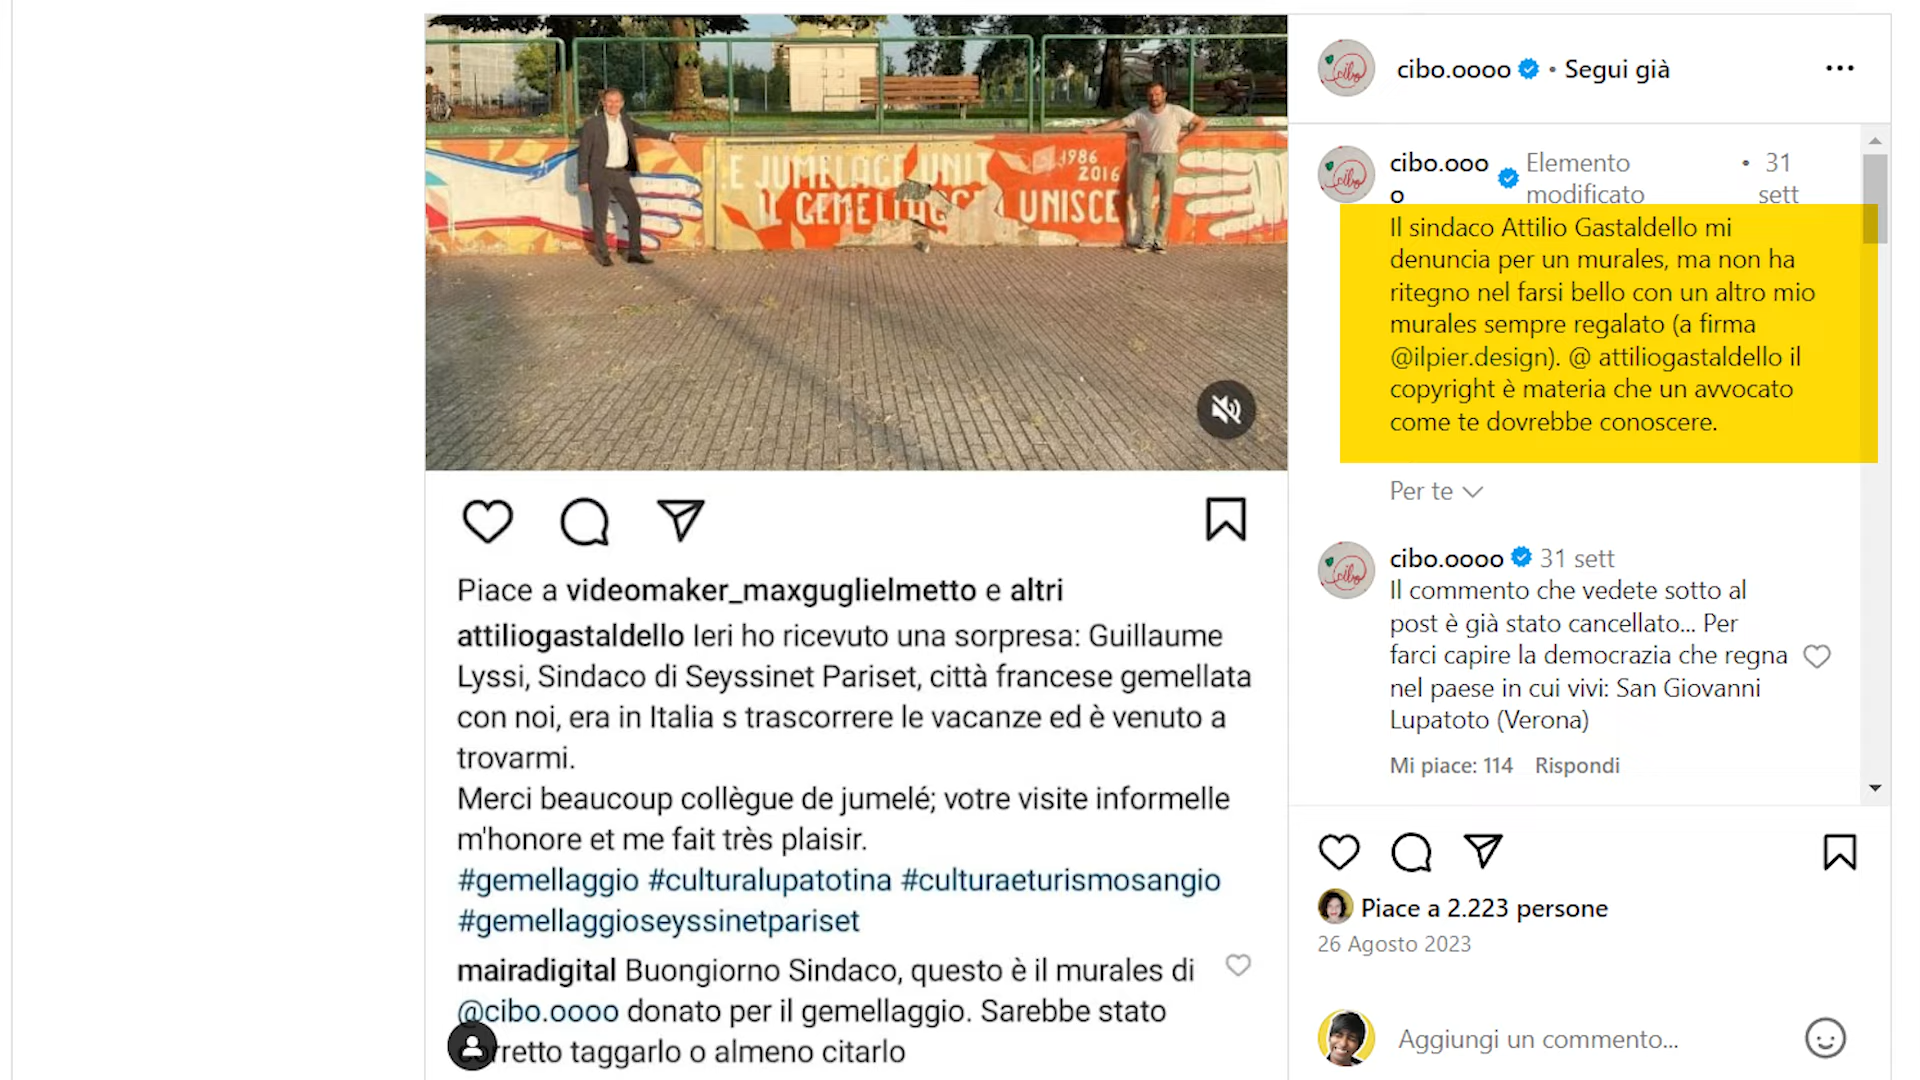 E JUMELAGE UNIT
1986
2016
IL GEMELLAGG
UNISCE
Piace a videomaker_maxguglielmetto e altri
attiliogastaldello Ieri ho ricevuto una sorpresa: Guillaume
Lyssi, Sindaco di Seyssinet Pariset, città francese gemellata
con noi, era in Italia s trascorrere le vacanze ed è venuto a
trovarmi.
Merci beaucoup collègue de jumelé; votre visite informelle
m'honore et me fait très plaisir.
#gemellaggio #culturalupatotina #culturaeturismosangio
#gemellaggioseyssinetpariset
mairadigital Buongiorno Sindaco, questo è il murales di
@cibo.oooo donato per il gemellaggio. Sarebbe stato
corretto taggarlo o almeno citarlo
cibo
cibo.oooo • Segui già
cibo
cibo.ooo
o
Elemento
modificato
• 31
sett
Il sindaco Attilio Gastaldello mi
denuncia per un murales, ma non ha
ritegno nel farsi bello con un altro mio
murales sempre regalato (a firma
@ilpier.design). @ attiliogastaldello il
copyright è materia che un avvocato
come te dovrebbe conoscere.
Per te
cibo
cibo.oooo 31 sett
Il commento che vedete sotto al
post è già stato cancellato... Per
farci capire la democrazia che regna
nel paese in cui vivi: San Giovanni
Lupatoto (Verona)
Mi piace: 114 Rispondi
Piace a 2.223 persone
26 Agosto 2023
Aggiungi un commento...